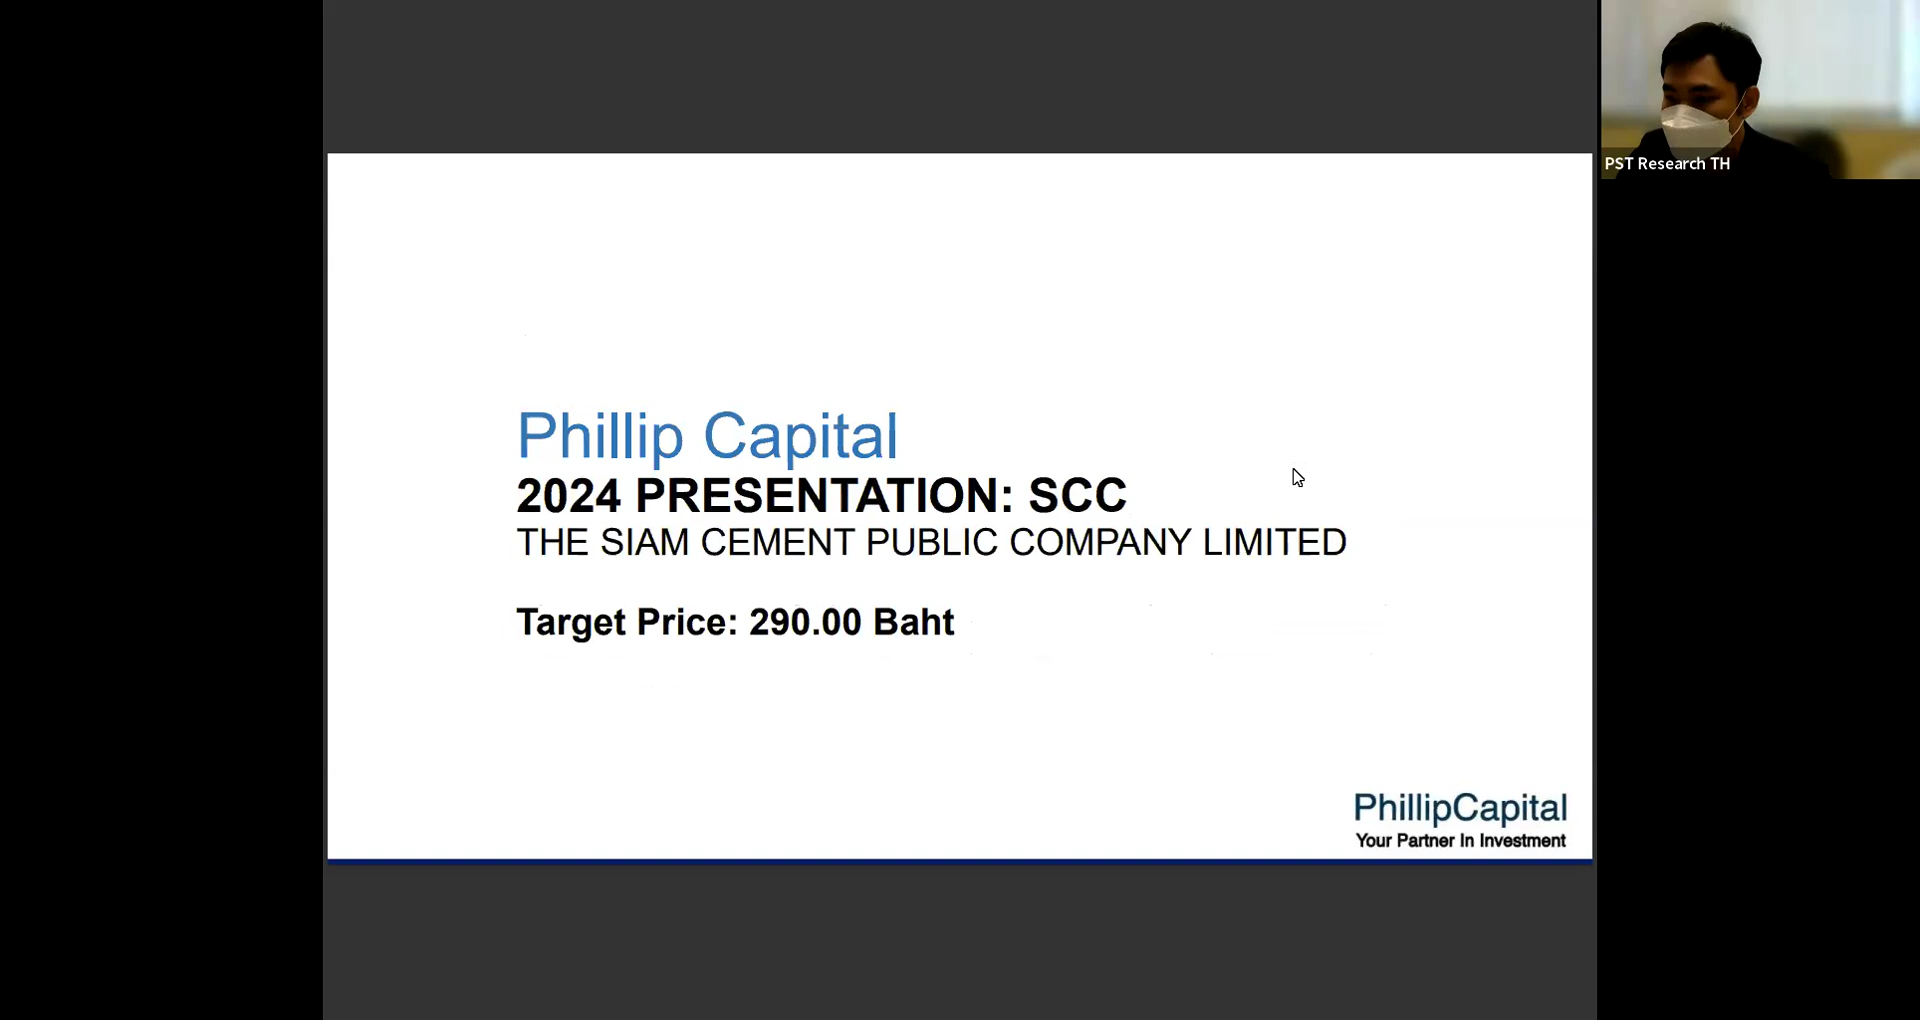 PST Research TH
Phillip Capital
2024 PRESENTATION: SCC
THE SIAM CEMENT PUBLIC COMPANY LIMITED
Target Price: 290.00 Baht
PhillipCapital
Your Partner In Investment